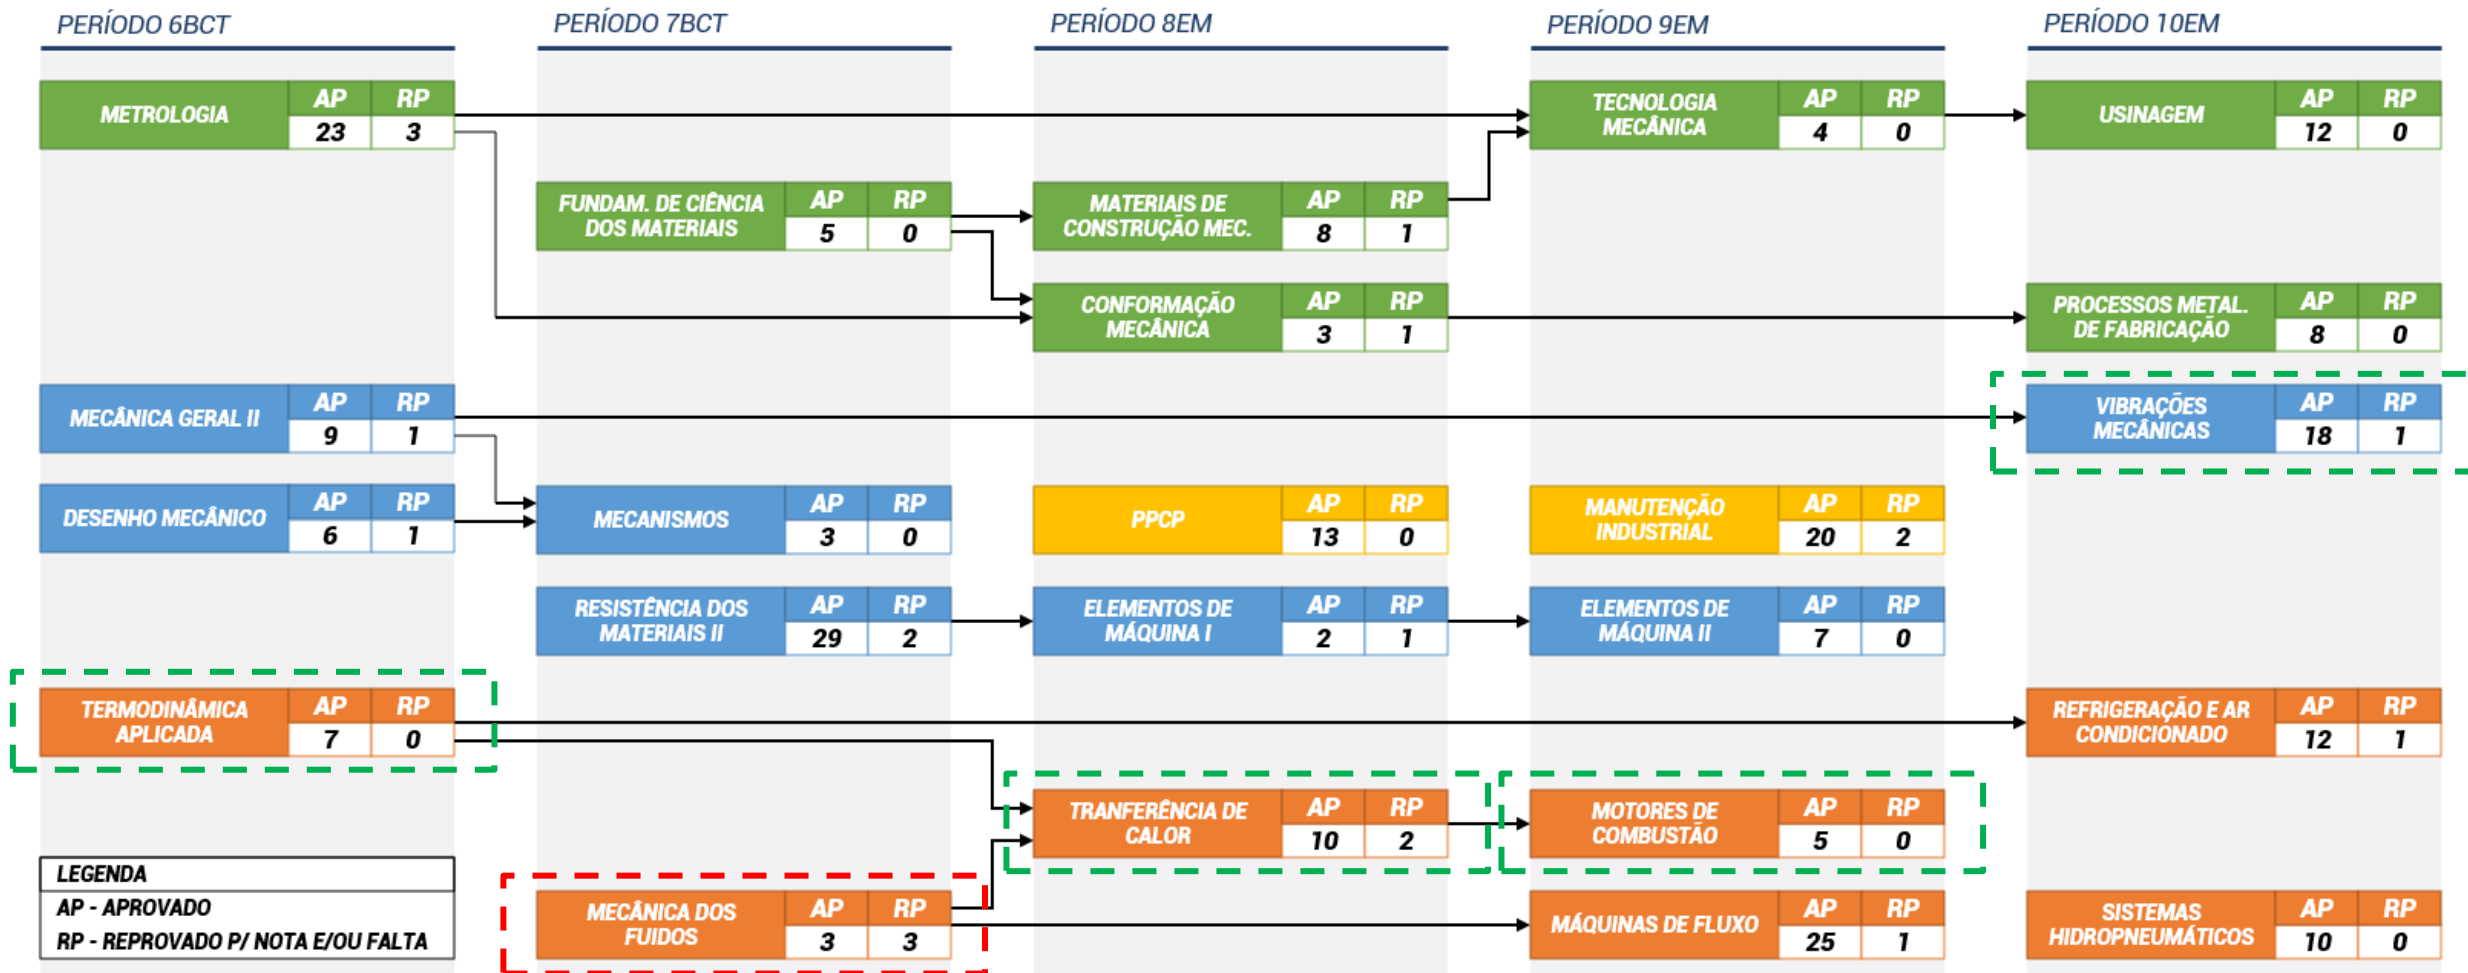 PERÍODO 6BCT
METROLOGIA AP RP
23 3
MECÂNICA GERAL II AP RP
9 1
DESENHO MECÂNICO AP RP
6 1
TERMODINÂMICA
APLICADA AP RP
7 0
LEGENDA
AP - APROVADO
RP - REPROVADO P/ NOTA E/OU FALTA
PERÍODO 7BCT
FUNDAM. DE CIÊNCIA
DOS MATERIAIS AP RP
5 0
MECANISMOS AP RP
3 0
RESISTÊNCIA DOS
MATERIAIS II AP RP
29 2
MECÂNICA DOS
FUIDOS AP RP
3 3
PERÍODO 8EM
MATERIAIS DE
CONSTRUÇÃO MEC. AP RP
8 1
CONFORMAÇÃO
MECÂNICA AP RP
3 1
PPCP AP RP
13 0
ELEMENTOS DE
MÁQUINA I AP RP
2 1
TRANFERÊNCIA DE
CALOR AP RP
10 2
PERÍODO 9EM
TECNOLOGIA
MECÂNICA AP RP
4 0
MANUTENÇÃO
INDUSTRIAL AP RP
20 2
ELEMENTOS DE
MÁQUINA II AP RP
7 0
MOTORES DE
COMBUSTÃO AP RP
5 0
MÁQUINAS DE FLUXO AP RP
25 1
PERÍODO 10EM
USINAGEM AP RP
12 0
PROCESSOS METAL.
DE FABRICAÇÃO AP RP
8 0
VIBRAÇÕES
MECÂNICAS AP RP
18 1
REFRIGERAÇÃO E AR
CONDICIONADO AP RP
12 1
SISTEMAS
HIDROPNEUMÁTICOS AP RP
10 0